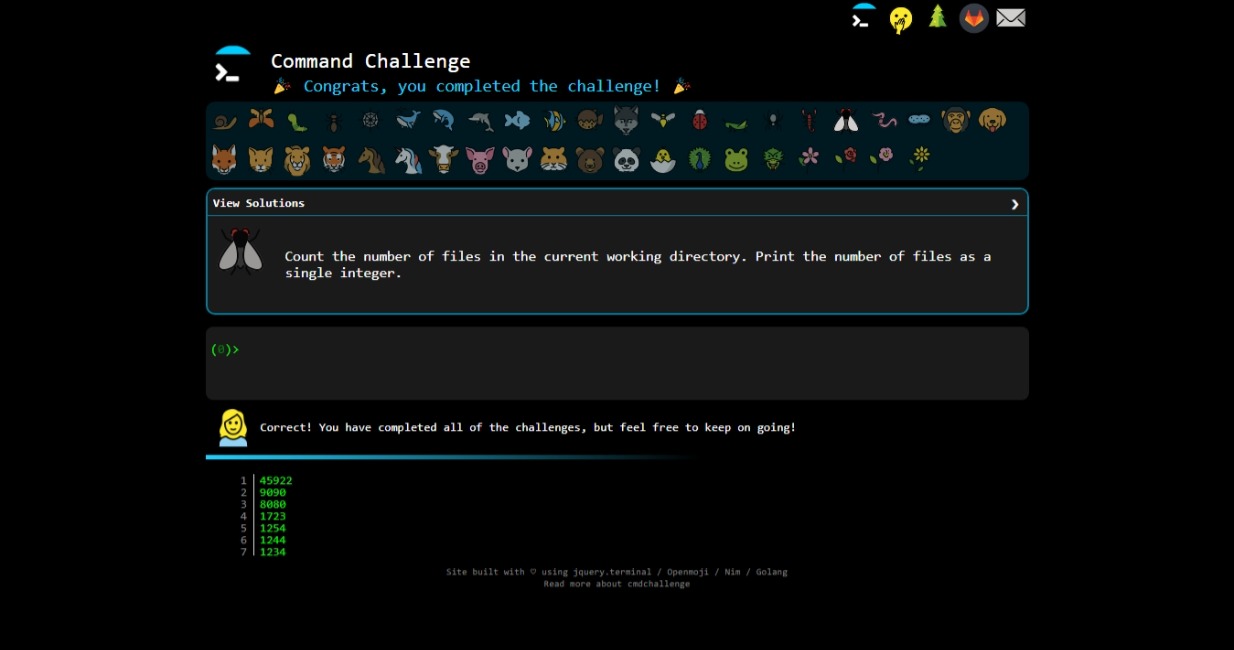 Command Challenge
Congrats, you completed the challenge!
View Solutions
Count the number of files in the current working directory. Print the number of files as a
single integer.
(0)>
Correct! You have completed all of the challenges, but feel free to keep on going!
1 45922
2 9090
3 8080
4 1723
5 1254
6 1244
7 1234
Site built with ♡ using jquery.terminal / Openmoji / Nim / Golang
Read more about cmdchallenge